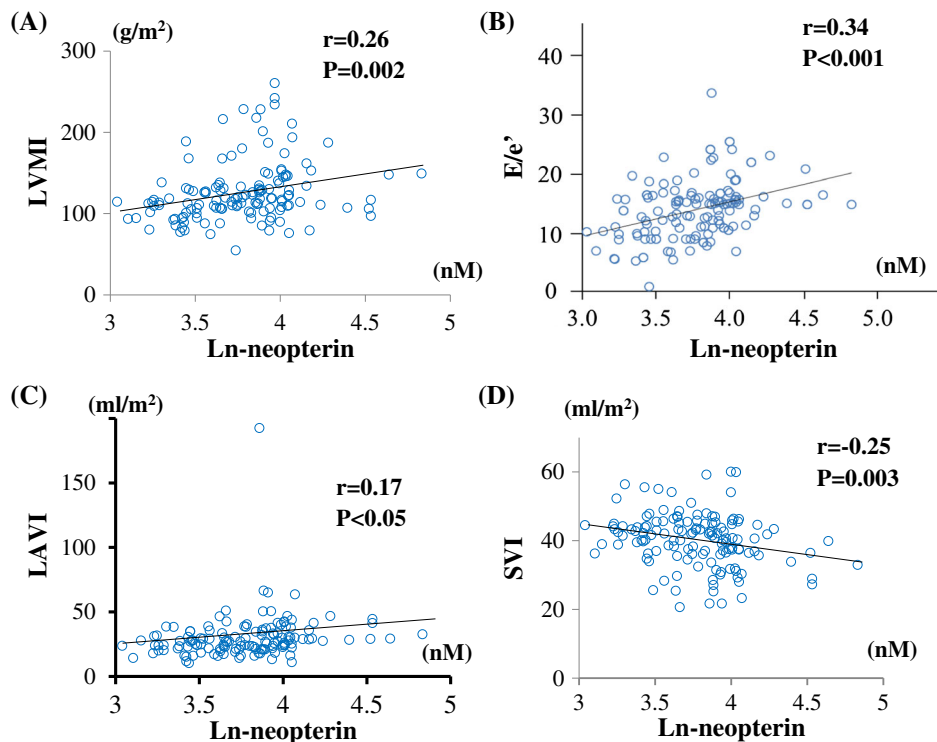 (A)
(g/m²)
r=0.26
P=0.002
300
200
100
0
LVMI
(nM)
3
3.5
4
4.5
5
Ln-neopterin
(B)
r=0.34
P<0.001
40
30
20
10
0
E/e’
(nM)
3.0
3.5
4.0
4.5
5.0
Ln-neopterin
(C)
(ml/m²)
r=0.17
P<0.05
150
100
50
0
LAVI
(nM)
3
3.5
4
4.5
5
Ln-neopterin
(D)
(ml/m²)
r=-0.25
P=0.003
60
40
20
0
SVI
(nM)
3
3.5
4
4.5
5
Ln-neopterin